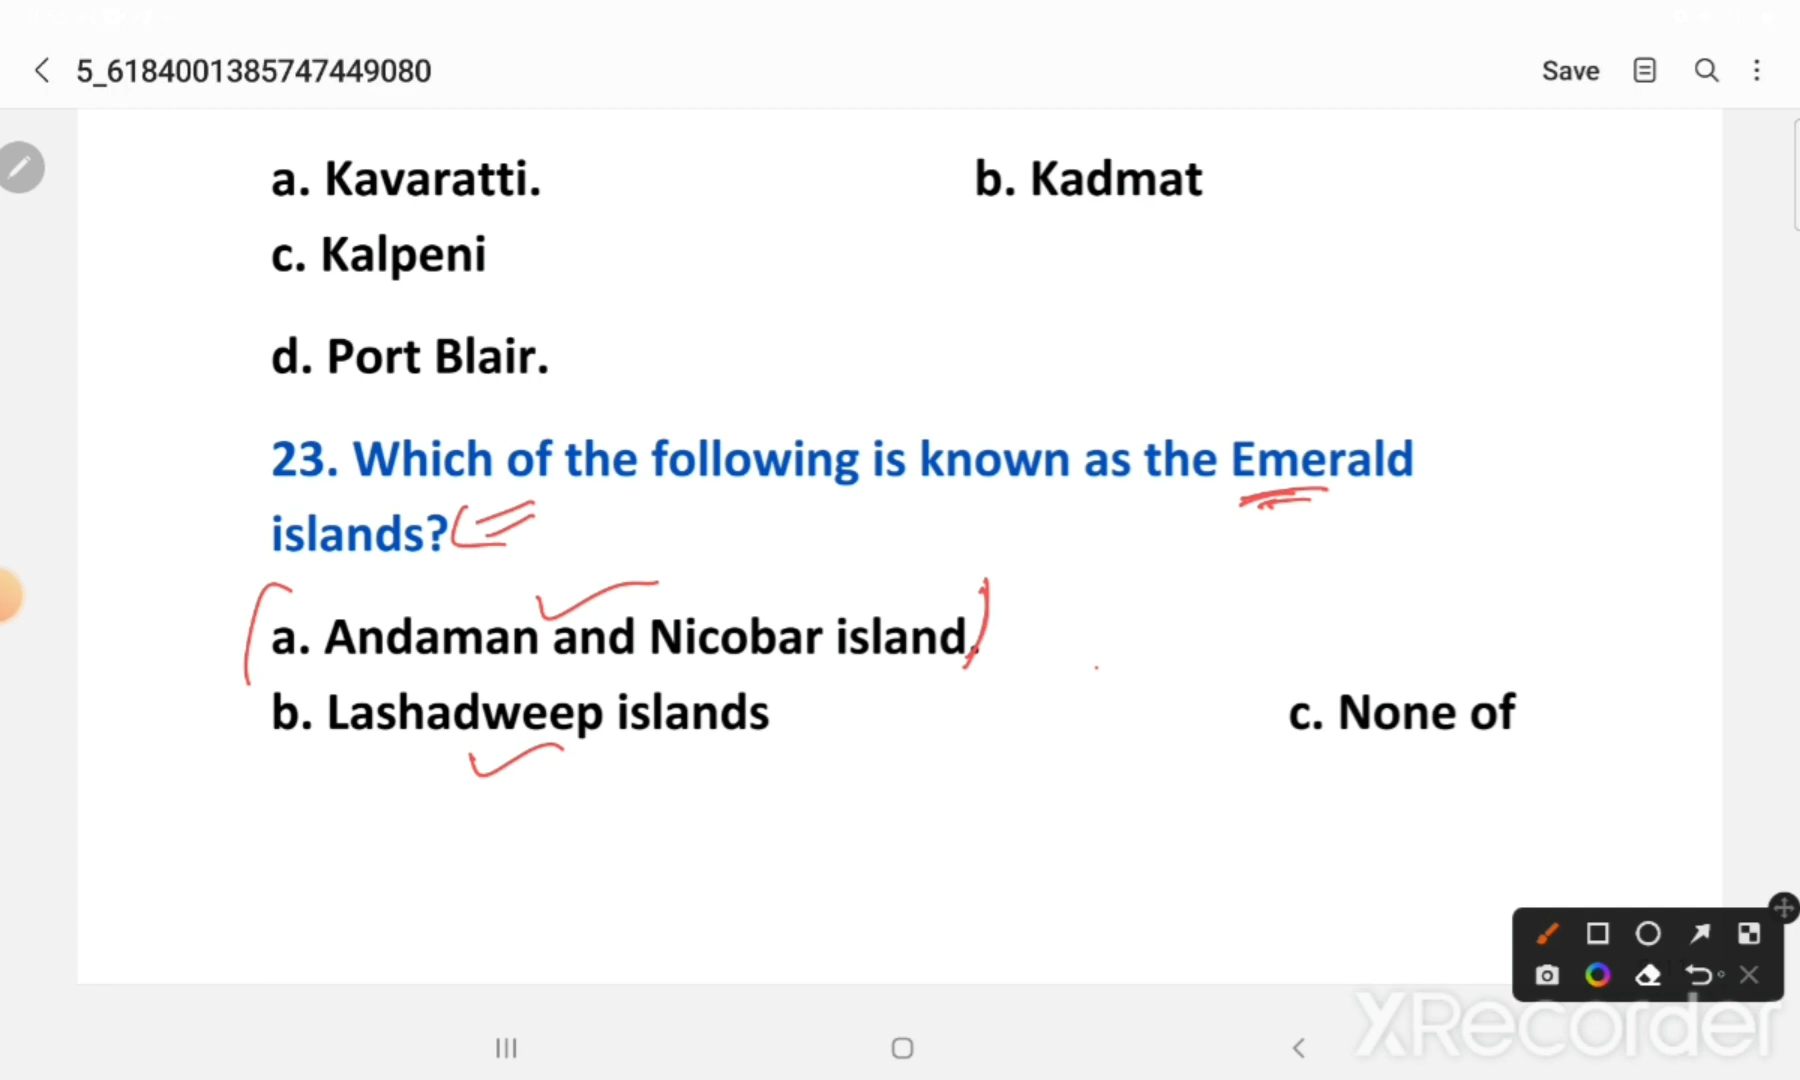 5_6184001385747449080
Save
a. Kavaratti. b. Kadmat
c. Kalpeni
d. Port Blair.
23. Which of the following is known as the Emerald
islands?
a. Andaman and Nicobar island.
b. Lashadweep islands c. None of
XRecorder